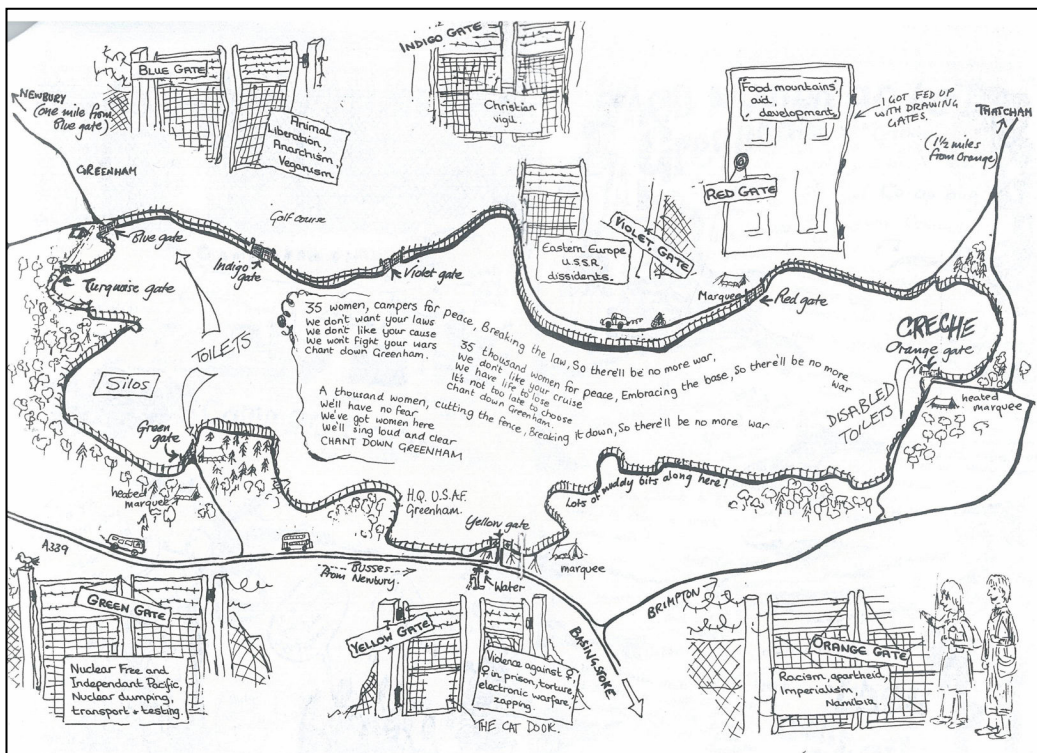 BLUE GATE
Animal
Liberation,
Anarchism,
Veganism.
INDIGO GATE
Christian
vigil.
Food mountains,
aid
development,
RED GATE
I GOT FED UP
WITH DRAWING
GATES.
THATCHAM
(1½ miles
from Orange)
NEWBURY
(one mile from
Blue gate)
GREENHAM
Golf course
Eastern Europe
U.S.S.R,
dissidents.
VIOLET GATE
Blue gate
Indigo
gate
Violet gate
Marquee
Red gate
Turquoise gate
TOILETS
Silos
35 women, campers for peace, Breaking the law, So there'll be no more war,
We don't want your laws
We don't like your cause
We won't Fight your wars
Chant down Greenham.
35 thousand women for peace, Embracing the base, So there'll be no more
war
We don't like your cruise
We have life to lose
It's not too late to choose
Chant down Greenham.
A thousand women, cutting the fence, Breaking it down, So there'll be no more war
We'll have no fear
We've got women here
We'll sing loud and clear
CHANT DOWN GREENHAM
CRECHE
Orange gate
heated
marquee
DISABLED
TOILETS
Green
gate
heated
marquee
H.Q. U.S.A.F.
Greenham.
Lots of muddy bits along here!
Yellow gate
marquee
A339
Busses
From Newbury.
Water
BASINGSTOKE
BRIMPTON
GREEN GATE
Nuclear Free and
Independant Pacific,
Nuclear dumping,
transport & testing.
YELLOW GATE
Violence against ♀,
♀ in prison, torture,
electronic warfare,
zapping.
THE CAT DOOK.
ORANGE GATE
Racism, apartheid,
Imperialism,
Namibia.